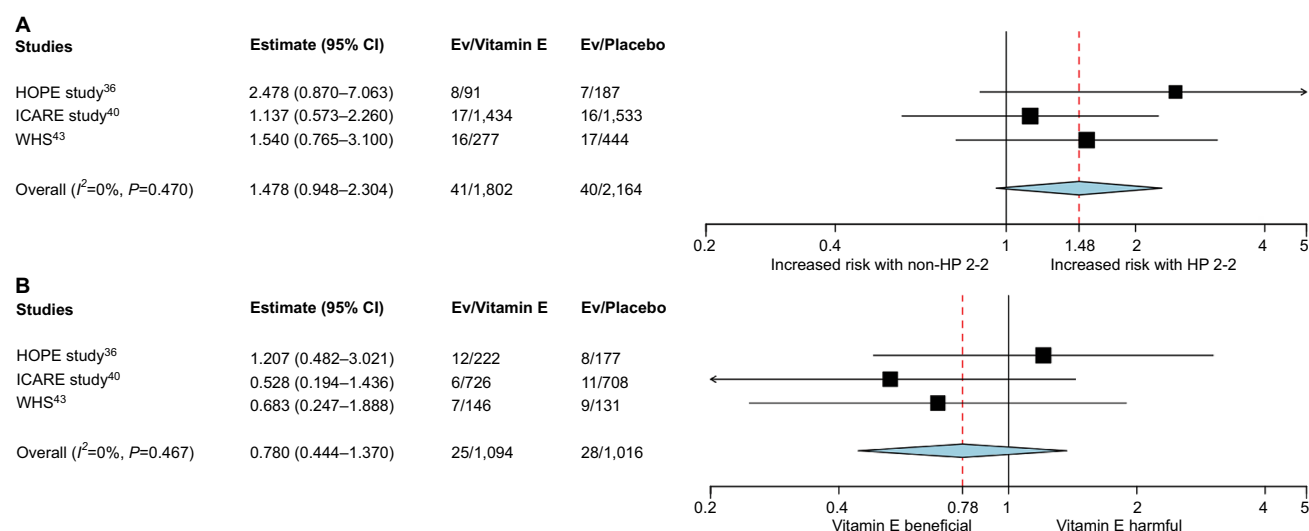 A
Studies Estimate (95% CI) Ev/Vitamin E Ev/Placebo
HOPE study36 2.478 (0.870–7.063) 8/91 7/187
ICARE study40 1.137 (0.573–2.260) 17/1,434 16/1,533
WHS43 1.540 (0.765–3.100) 16/277 17/444
Overall (I2=0%, P=0.470) 1.478 (0.948–2.304) 41/1,802 40/2,164
0.2 0.4 1 1.48 2 4 5
Increased risk with non-HP 2-2 Increased risk with HP 2-2
B
Studies Estimate (95% CI) Ev/Vitamin E Ev/Placebo
HOPE study36 1.207 (0.482–3.021) 12/222 8/177
ICARE study40 0.528 (0.194–1.436) 6/726 11/708
WHS43 0.683 (0.247–1.888) 7/146 9/131
Overall (I2=0%, P=0.467) 0.780 (0.444–1.370) 25/1,094 28/1,016
0.2 0.4 0.78 1 2 4 5
Vitamin E beneficial Vitamin E harmful